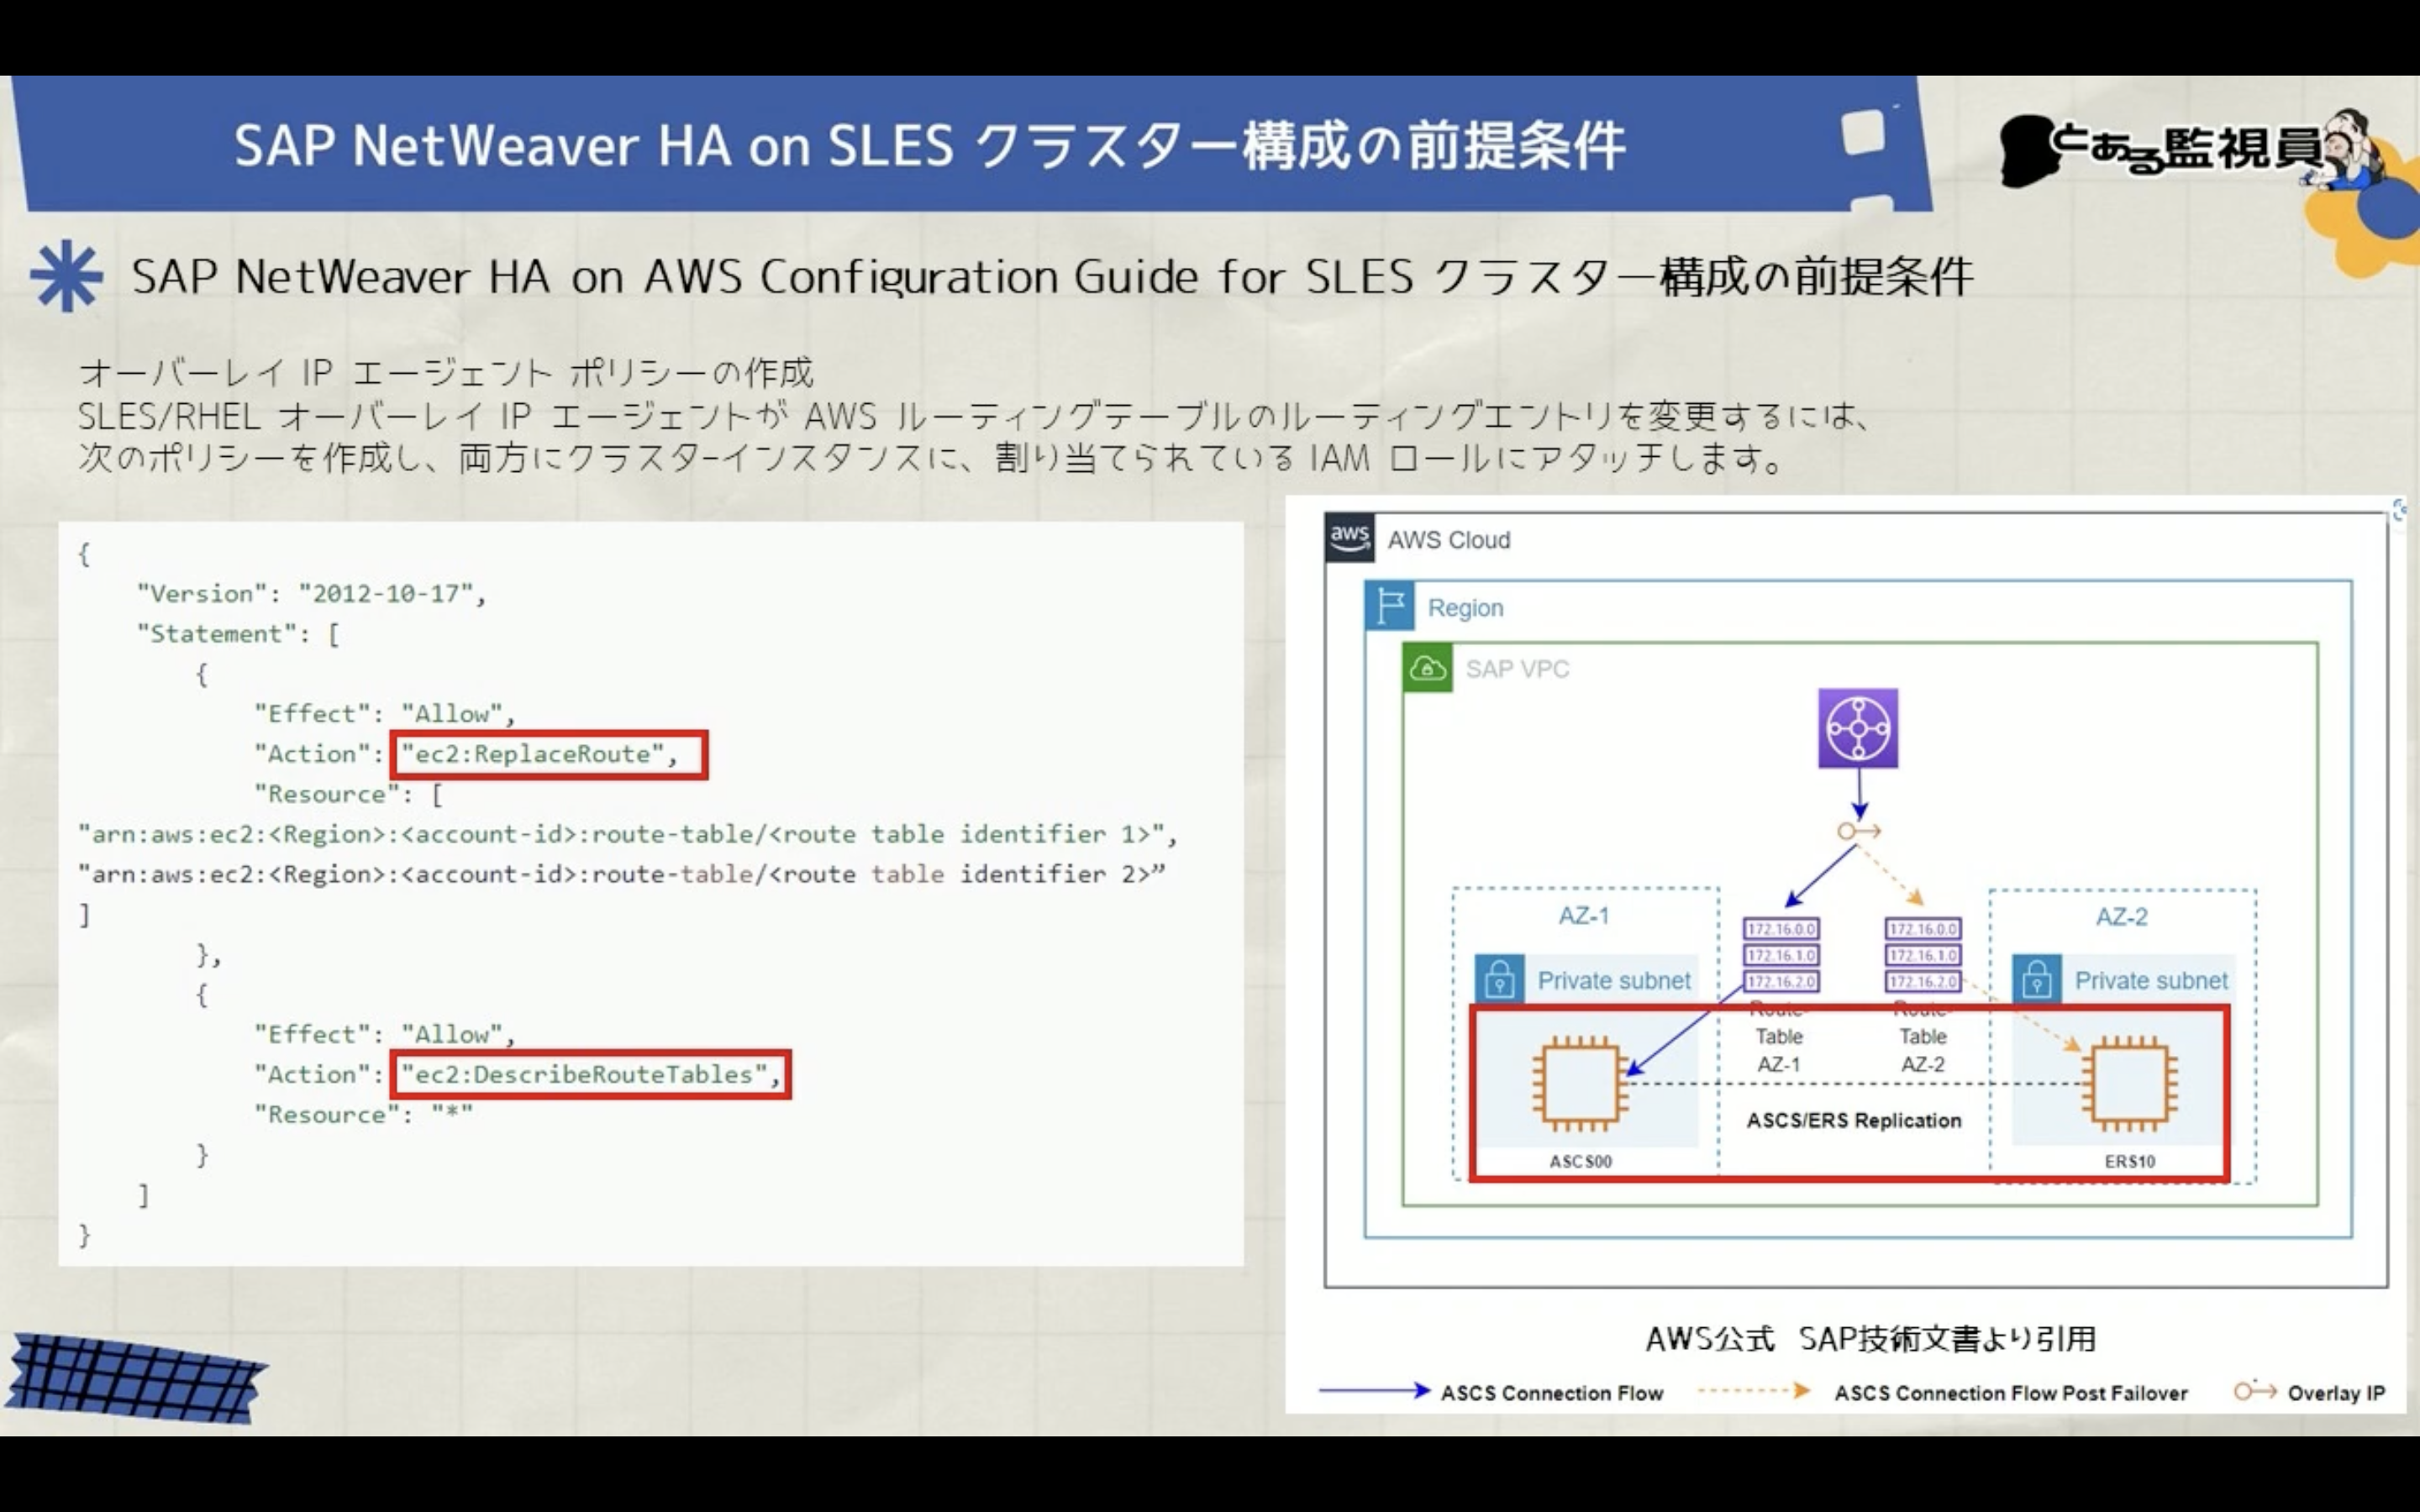 SAP NetWeaver HA on SLES クラスター構成の前提条件
とある監視員
SAP NetWeaver HA on AWS Configuration Guide for SLES クラスター構成の前提条件
オーバーレイ IP エージェント ポリシーの作成
SLES/RHEL オーバーレイ IP エージェントが AWS ルーティングテーブルのルーティングエントリを変更するには、
次のポリシーを作成し、両方にクラスターインスタンスに、割り当てられている IAM ロールにアタッチします。
{
"Version": "2012-10-17",
"Statement": [
{
"Effect": "Allow",
"Action": "ec2:ReplaceRoute",
"Resource": [
"arn:aws:ec2:<Region>:<account-id>:route-table/<route table identifier 1>",
"arn:aws:ec2:<Region>:<account-id>:route-table/<route table identifier 2>”
]
},
{
"Effect": "Allow",
"Action": "ec2:DescribeRouteTables",
"Resource": "*"
}
]
}
aws
AWS Cloud
Region
SAP VPC
AZ-1
AZ-2
172.16.0.0
172.16.1.0
172.16.2.0
172.16.0.0
172.16.1.0
172.16.2.0
Private subnet
Private subnet
Route-
Table
AZ-1
Route-
Table
AZ-2
ASCS/ERS Replication
ASCS00
ERS10
AWS公式 SAP技術文書より引用
ASCS Connection Flow
ASCS Connection Flow Post Failover
Overlay IP